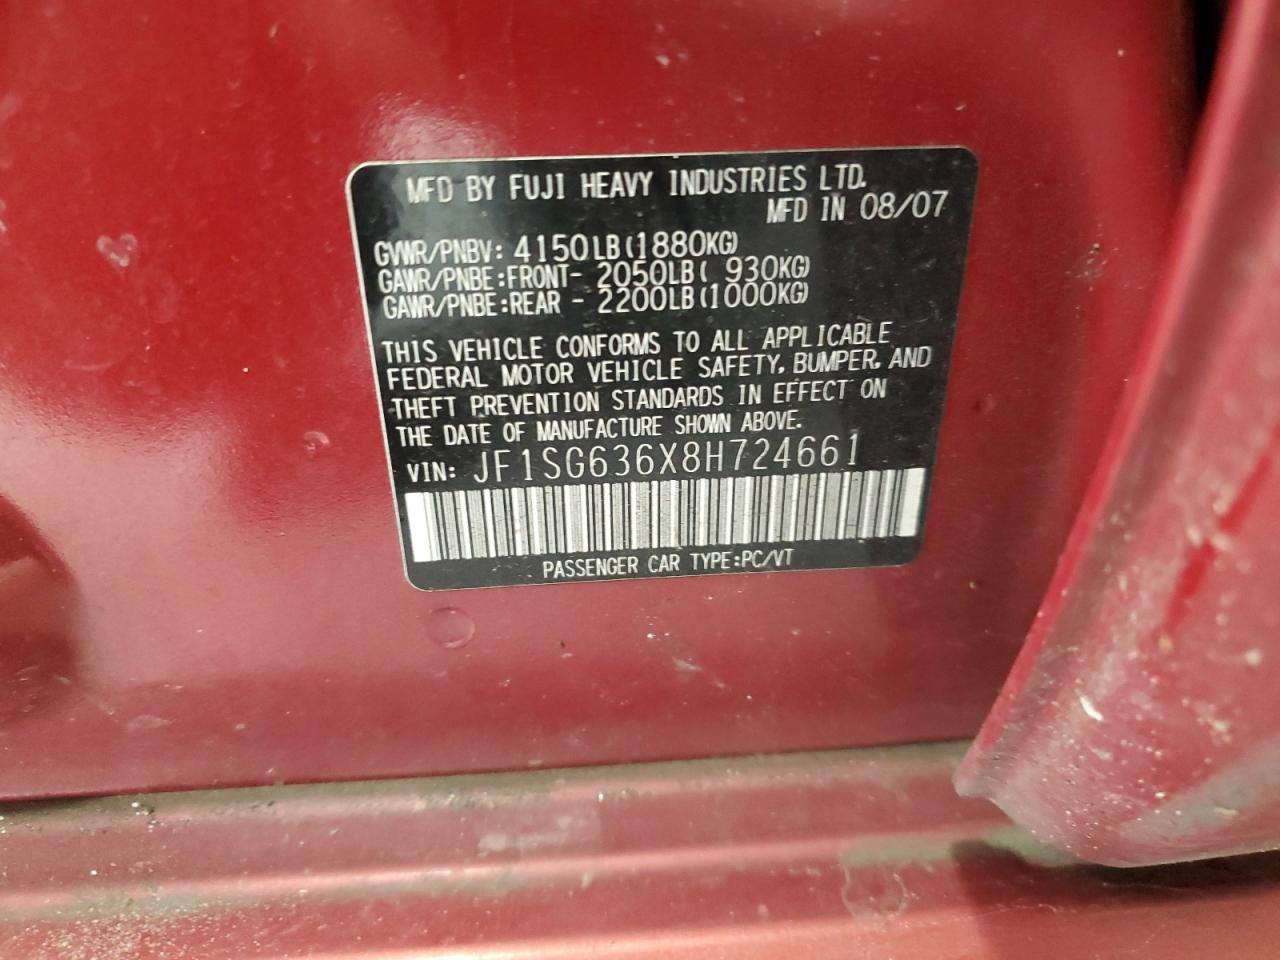 MFD BY FUJI HEAVY INDUSTRIES LTD.
MFD IN 08/07
GVWR/PNBV: 4150LB(1880KG)
GAWR/PNBE:FRONT- 2050LB( 930KG)
GAWR/PNBE:REAR - 2200LB(1000KG)
THIS VEHICLE CONFORMS TO ALL APPLICABLE
FEDERAL MOTOR VEHICLE SAFETY, BUMPER, AND
THEFT PREVENTION STANDARDS IN EFFECT ON
THE DATE OF MANUFACTURE SHOWN ABOVE.
VIN: JF1SG636X8H724661
PASSENGER CAR TYPE:PC/VT